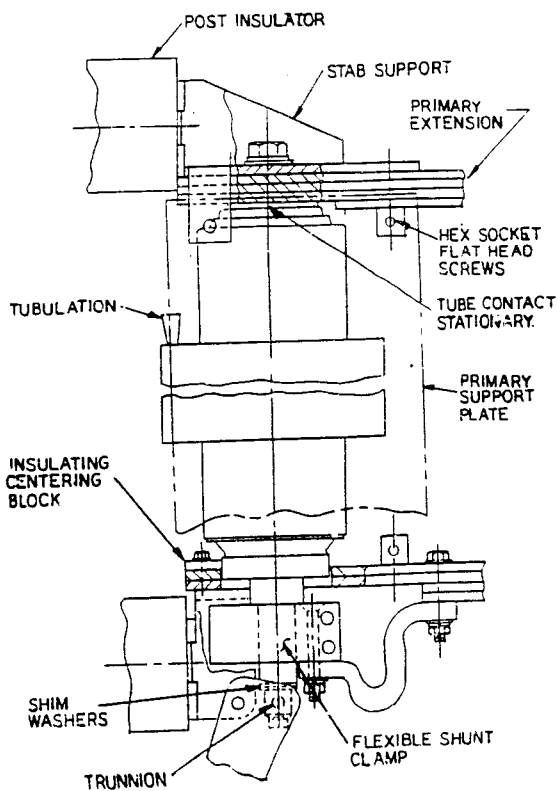 POST INSULATOR
STAB SUPPORT
PRIMARY
EXTENSION
HEX SOCKET
FLAT HEAD
SCREWS
TUBULATION
TUBE CONTACT
STATIONARY.
PRIMARY
SUPPORT
PLATE
INSULATING
CENTERING
BLOCK
SHIM
WASHERS
FLEXIBLE SHUNT
CLAMP
TRUNNION